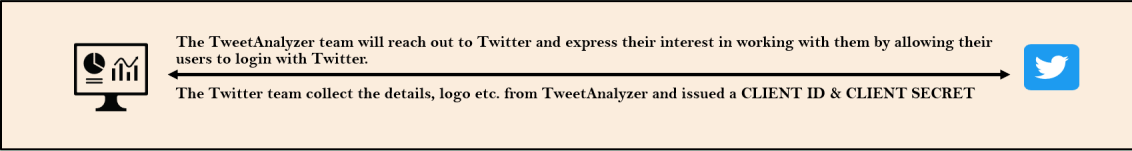 The TweetAnalyzer team will reach out to Twitter and express their interest in working with them by allowing their
users to login with Twitter.
The Twitter team collect the details, logo etc. from TweetAnalyzer and issued a CLIENT ID & CLIENT SECRET